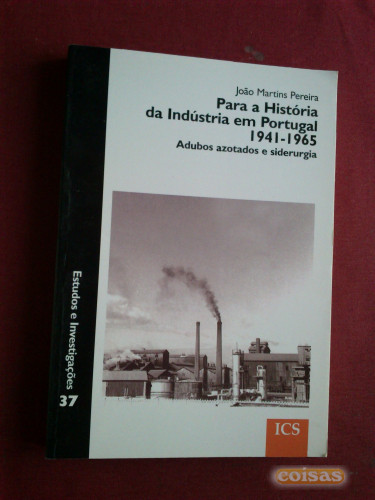 João Martins Pereira
Para a História
da Indústria em Portugal
1941-1965
Adubos azotados e siderurgia
Estudos e Investigações
37
ICS
coisas